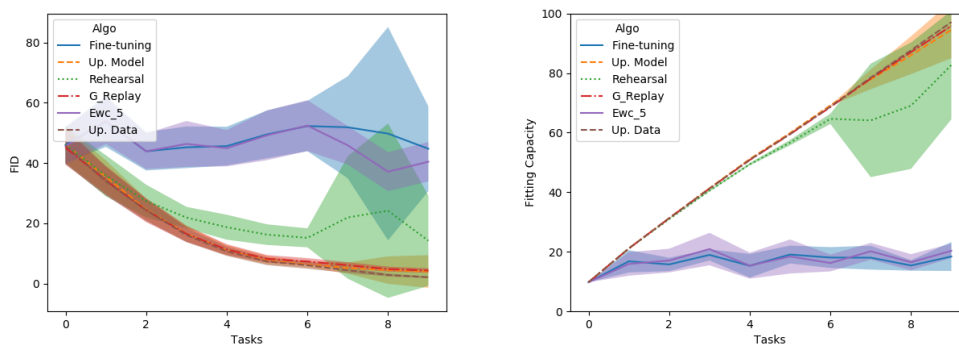 80
60
40
20
0
FID
Algo
Fine-tuning
Up. Model
Rehearsal
G_Replay
Ewc_5
Up. Data
0
2
4
6
8
Tasks
100
80
60
40
20
0
Fitting Capacity
Algo
Fine-tuning
Up. Model
Rehearsal
G_Replay
Ewc_5
Up. Data
0
2
4
6
8
Tasks